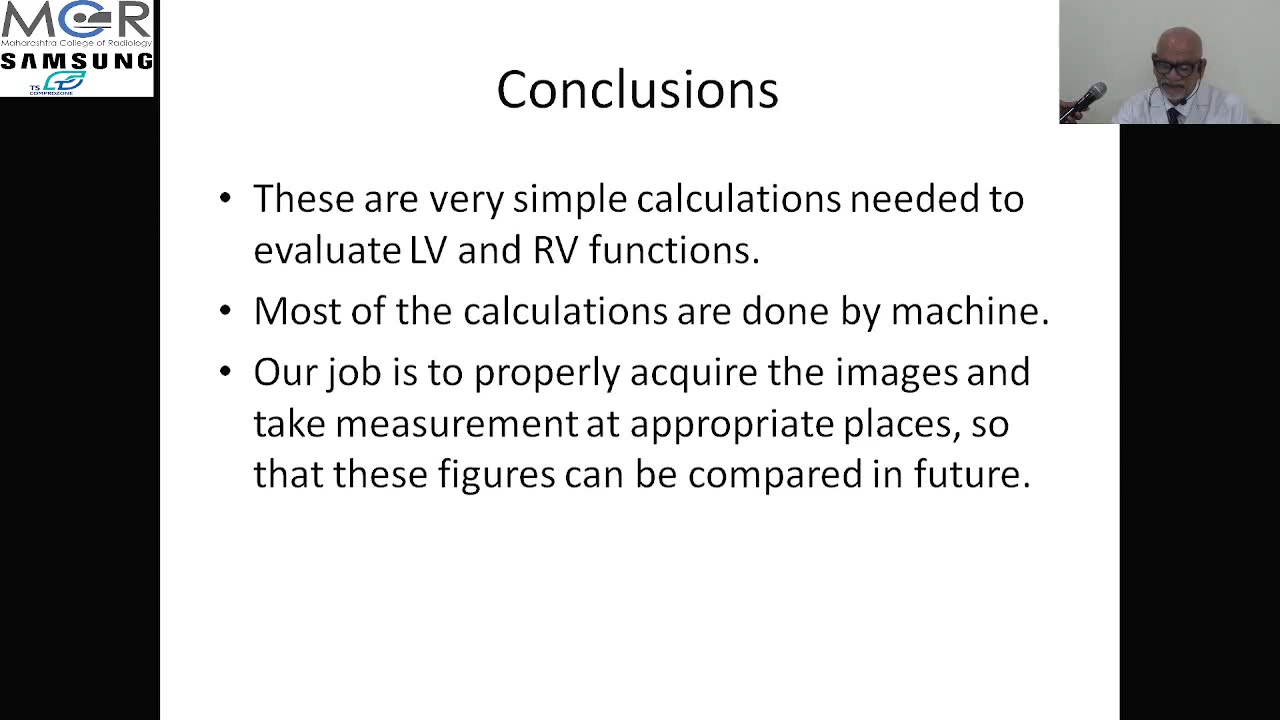 MCR
Maharashtra College of Radiology
SAMSUNG
TS
COMPROZONE
Conclusions
• These are very simple calculations needed to
evaluate LV and RV functions.
• Most of the calculations are done by machine.
• Our job is to properly acquire the images and
take measurement at appropriate places, so
that these figures can be compared in future.